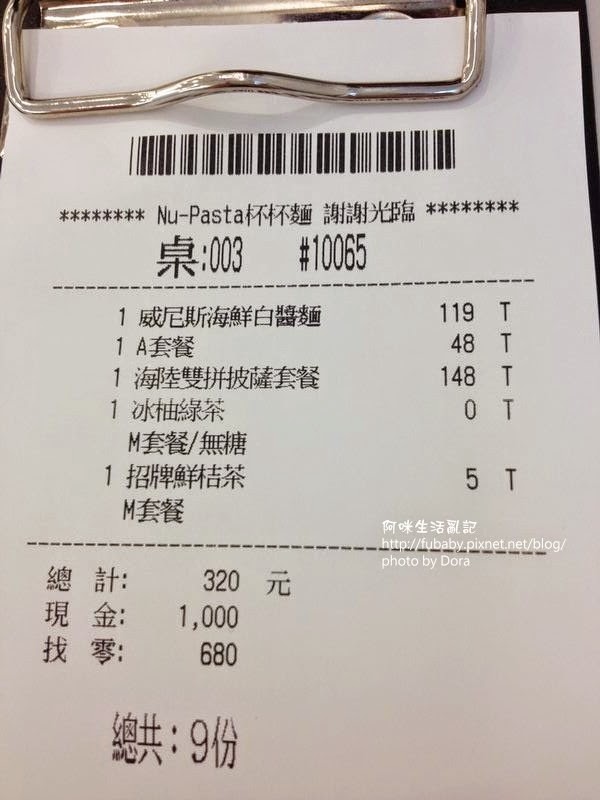 ******** Nu-Pasta杯杯麵 謝謝光臨 ********
桌:003 #10065
1 威尼斯海鮮白醬麵 119 T
1 A套餐 48 T
1 海陸雙拼披薩套餐 148 T
1 冰柚綠茶 0 T
M套餐/無糖
1 招牌鮮桔茶 5 T
M套餐
阿咪生活亂記
http://fubaby.pixnet.net/blog/
photo by Dora
總 計: 320 元
現 金: 1,000
找 零: 680
總共: 9份